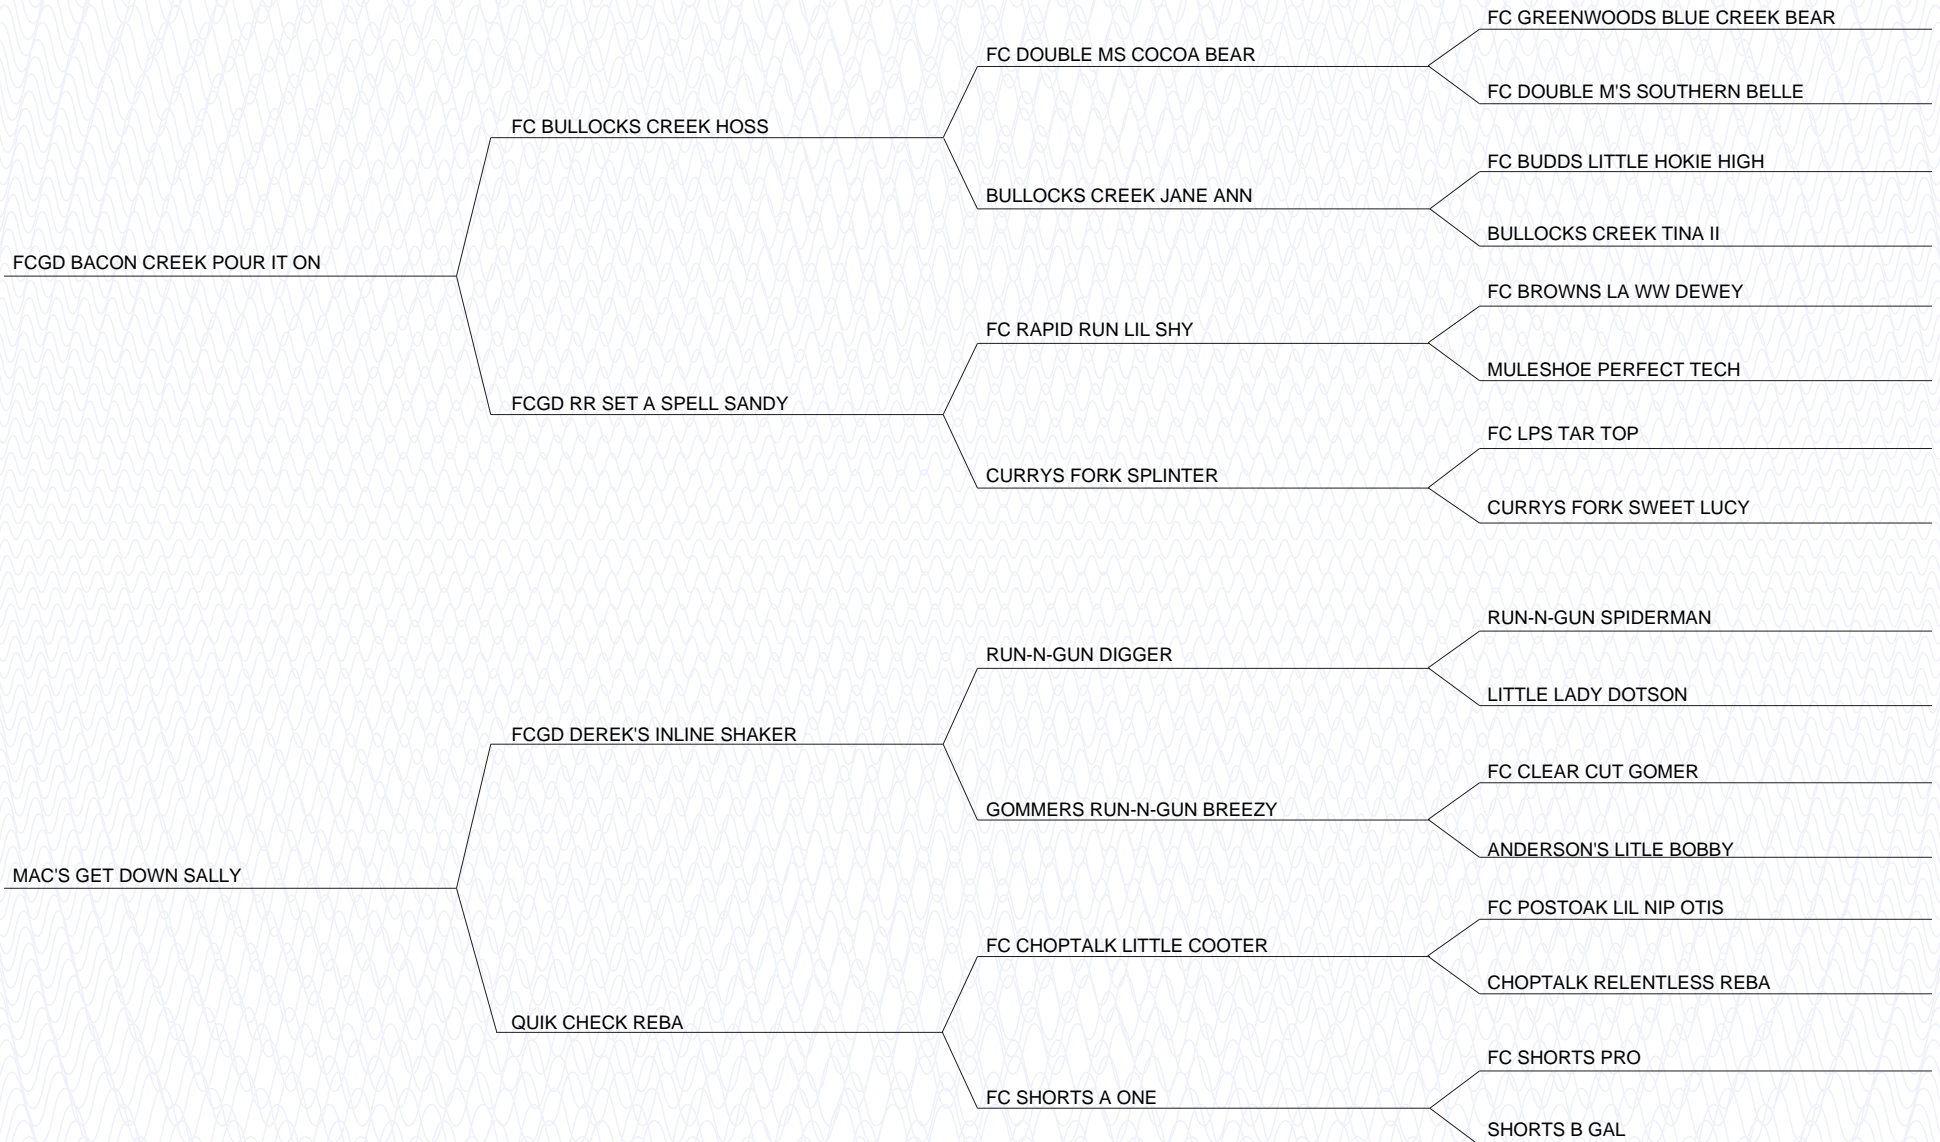 FC GREENWOODS BLUE CREEK BEAR
FC DOUBLE MS COCOA BEAR
FC DOUBLE M'S SOUTHERN BELLE
FC BULLOCKS CREEK HOSS
FC BUDDS LITTLE HOKIE HIGH
BULLOCKS CREEK JANE ANN
BULLOCKS CREEK TINA II
FCGD BACON CREEK POUR IT ON
FC BROWNS LA WW DEWEY
FC RAPID RUN LIL SHY
MULESHOE PERFECT TECH
FCGD RR SET A SPELL SANDY
FC LPS TAR TOP
CURRYS FORK SPLINTER
CURRYS FORK SWEET LUCY
RUN-N-GUN SPIDERMAN
RUN-N-GUN DIGGER
LITTLE LADY DOTSON
FCGD DEREK'S INLINE SHAKER
FC CLEAR CUT GOMER
GOMMERS RUN-N-GUN BREEZY
ANDERSON'S LITLE BOBBY
MAC'S GET DOWN SALLY
FC POSTOAK LIL NIP OTIS
FC CHOPTALK LITTLE COOTER
CHOPTALK RELENTLESS REBA
QUIK CHECK REBA
FC SHORTS PRO
FC SHORTS A ONE
SHORTS B GAL